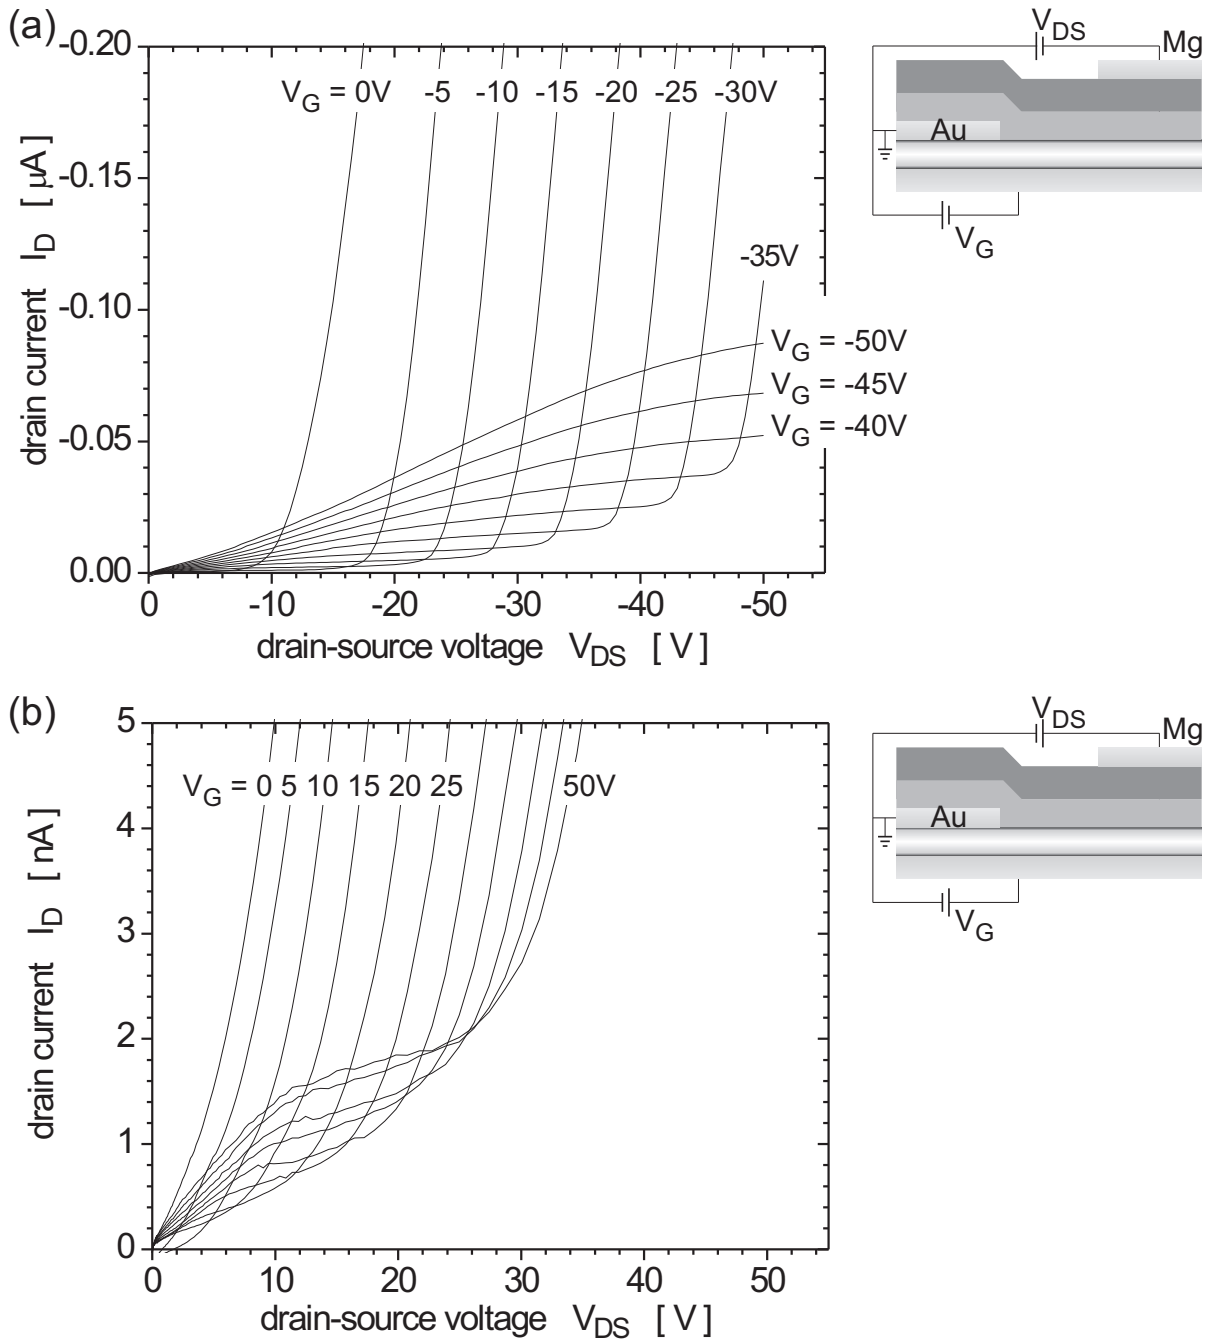 (a)
-0.20
-0.15
-0.10
-0.05
0.00
drain current I_D [ μA ]
V_G = 0V -5 -10 -15 -20 -25 -30V
-35V
V_G = -50V
V_G = -45V
V_G = -40V
0 -10 -20 -30 -40 -50
drain-source voltage V_DS [ V ]
V_DS
Mg
Au
V_G
(b)
5
4
3
2
1
0
drain current I_D [ nA ]
V_G = 0 5 10 15 20 25 50V
0 10 20 30 40 50
drain-source voltage V_DS [ V ]
V_DS
Mg
Au
V_G